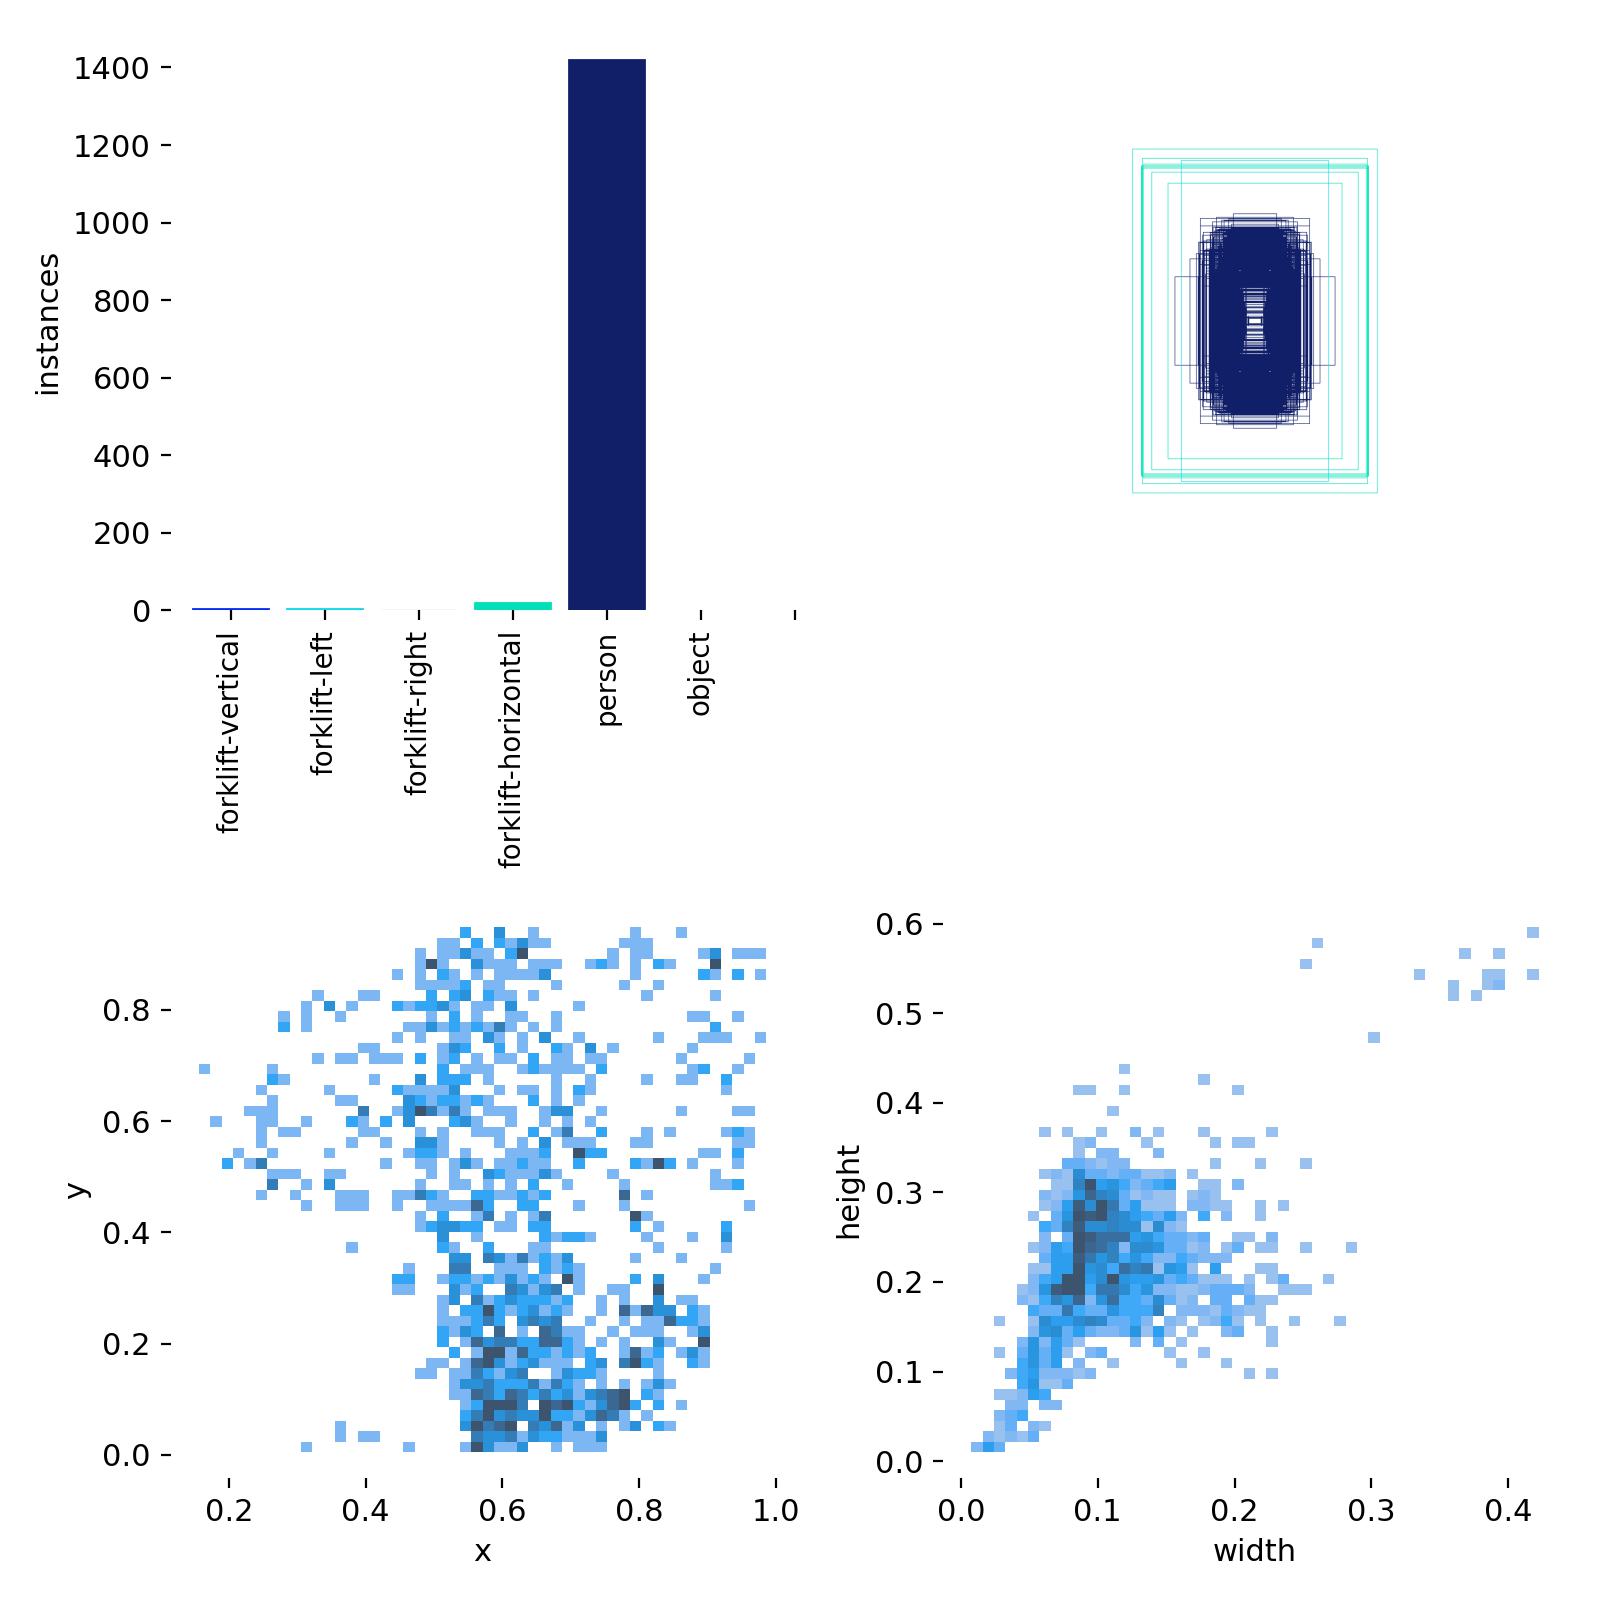 1400
1200
1000
800
600
400
200
0
instances
forklift-vertical
forklift-left
forklift-right
forklift-horizontal
person
object
0.8
0.6
0.4
0.2
0.0
y
0.2 0.4 0.6 0.8 1.0
x
0.6
0.5
0.4
0.3
0.2
0.1
0.0
height
0.0 0.1 0.2 0.3 0.4
width